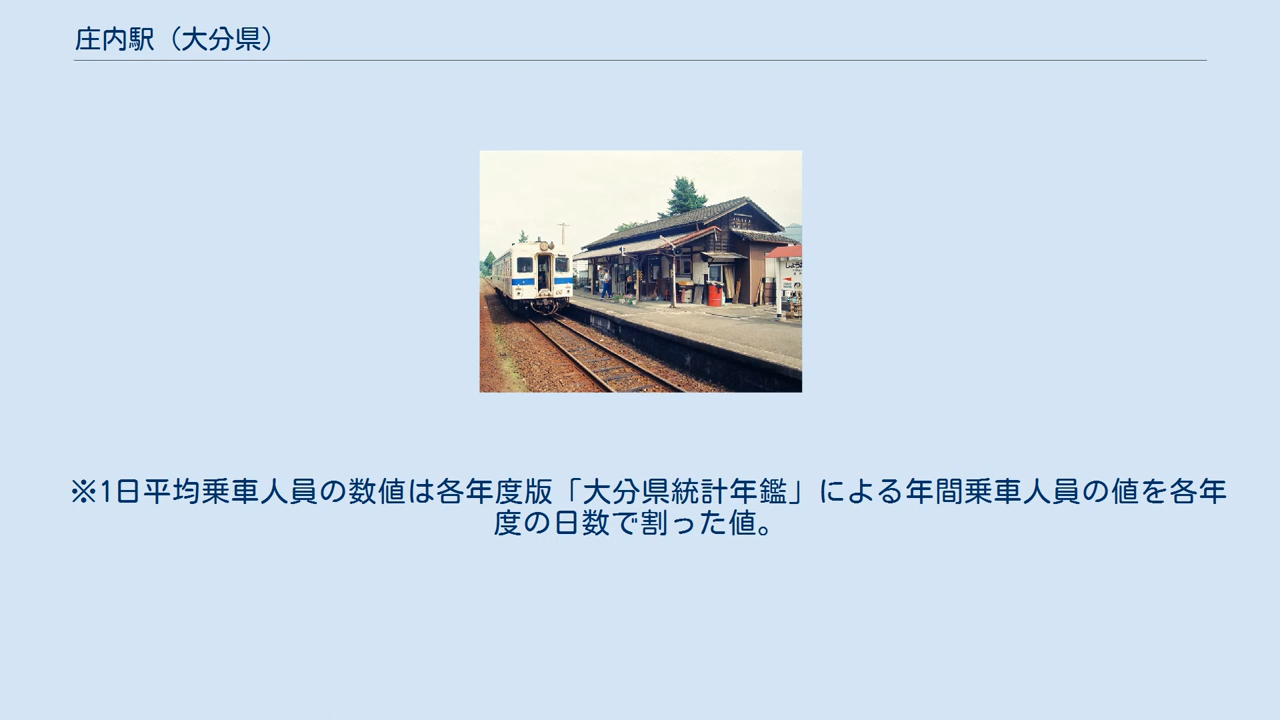 庄内駅（大分県）
※1日平均乗車人員の数値は各年度版「大分県統計年鑑」による年間乗車人員の値を各年
度の日数で割った値。